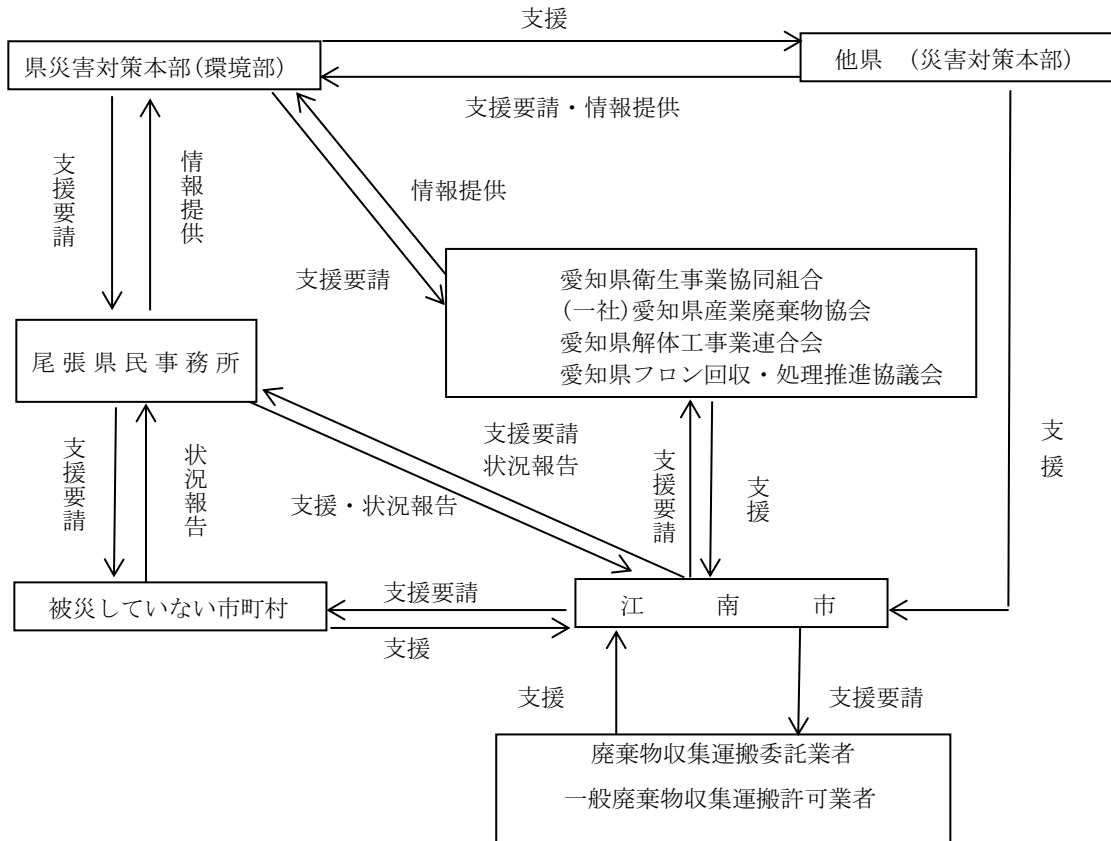 支援
県災害対策本部(環境部)
他県 (災害対策本部)
支援要請・情報提供
支援要請
情報提供
情報提供
支援要請
愛知県衛生事業協同組合
(一社)愛知県産業廃棄物協会
愛知県解体工事業連合会
愛知県フロン回収・処理推進協議会
尾張県民事務所
支援要請
状況報告
支援要請
状況報告
支援・状況報告
支援要請
支援
支援
被災していない市町村
支援要請
支援
江 南 市
支援
支援要請
廃棄物収集運搬委託業者
一般廃棄物収集運搬許可業者